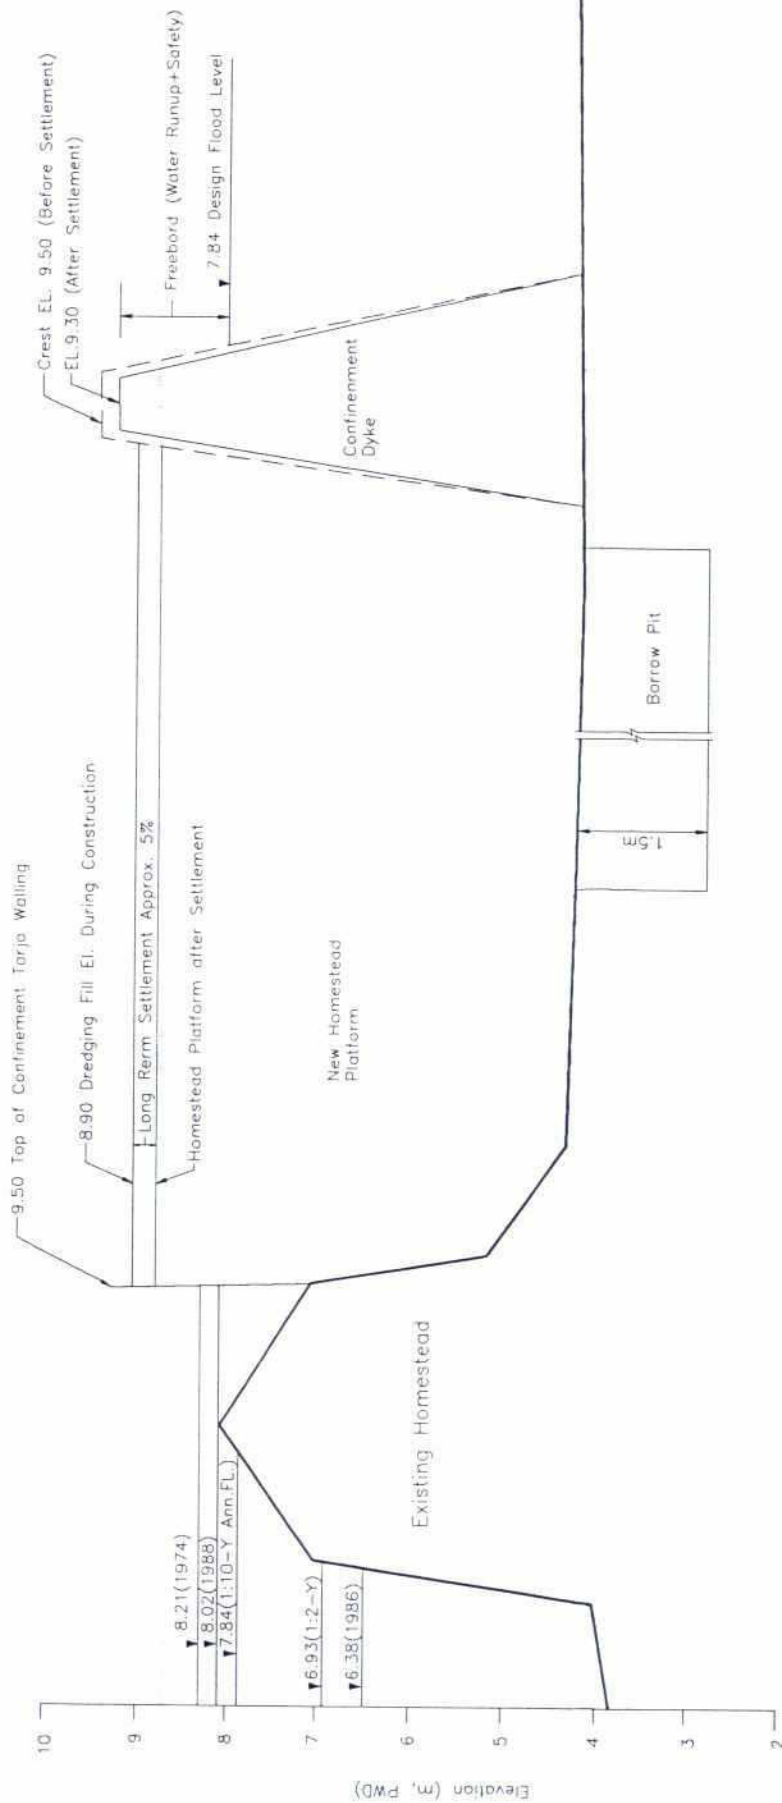 9.50 Top of Confinement Tarja Walling
8.90 Dredging Fill El. During Construction
Long Rerm Settlement Approx. 5%
Homestead Platform after Settlement
Crest EL. 9.50 (Before Settlement)
EL.9.30 (After Settlement)
Freebord (Water Runup+Safety)
7.84 Design Flood Level
8.21(1974)
8.02(1988)
7.84(1:10-Y Ann.FL.)
6.93(1:2-Y)
6.38(1986)
Existing Homestead
New Homestead
Platform
Confinenment
Dyke
Borrow Pit
1.5m
10
9
8
7
6
5
4
3
2
Elevation (m, PWD)